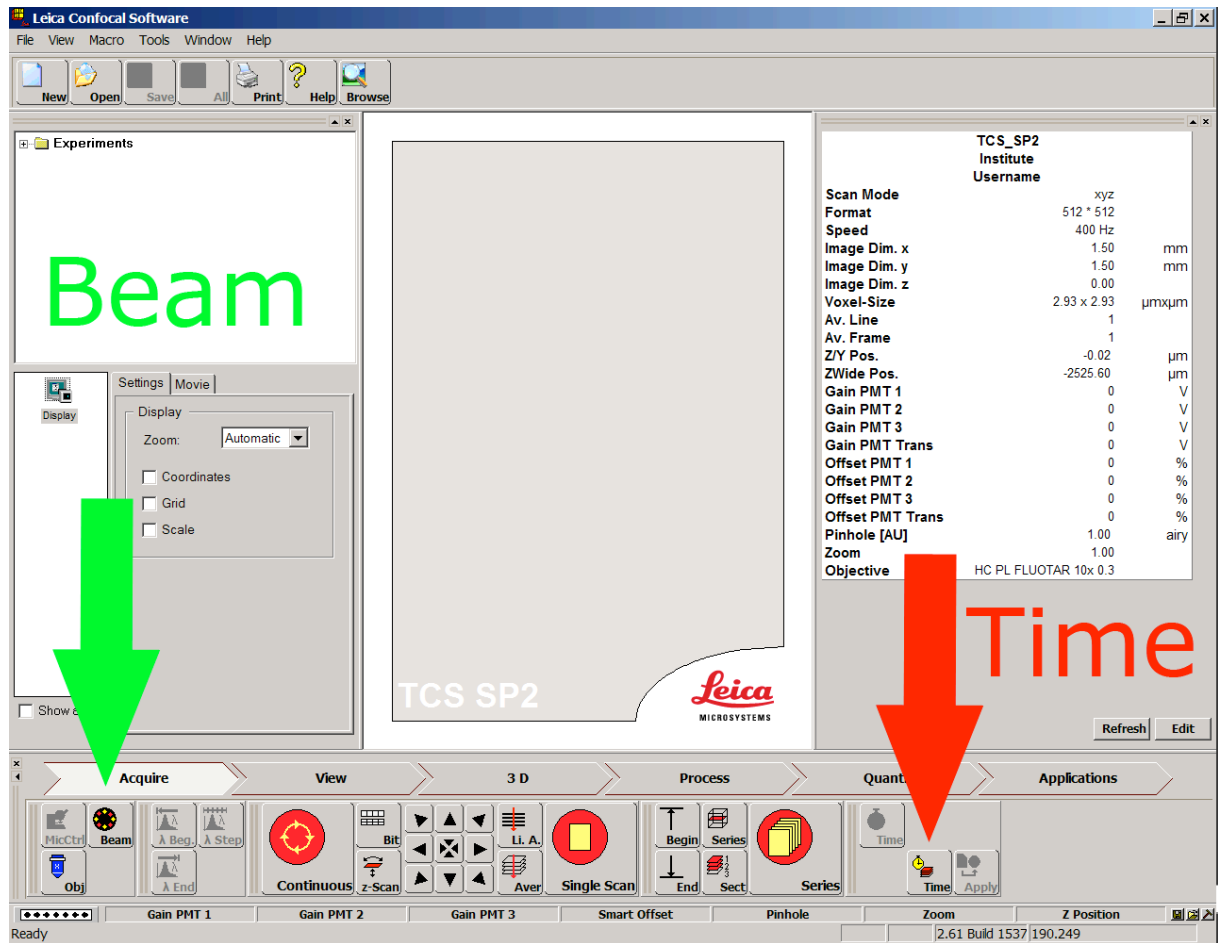 Leica Confocal Software
File View Macro Tools Window Help
New Open Save All Print Help Browse
Experiments
Beam
Display
Settings Movie
Display
Zoom: Automatic
Coordinates
Grid
Scale
Show
TCS SP2
Leica
MICROSYSTEMS
TCS_SP2
Institute
Username
Scan Mode xyz
Format 512 * 512
Speed 400 Hz
Image Dim. x 1.50 mm
Image Dim. y 1.50 mm
Image Dim. z 0.00
Voxel-Size 2.93 x 2.93 µmxµm
Av. Line 1
Av. Frame 1
Z/Y Pos. -0.02 µm
ZWide Pos. -2525.60 µm
Gain PMT 1 0 V
Gain PMT 2 0 V
Gain PMT 3 0 V
Gain PMT Trans 0 V
Offset PMT 1 0 %
Offset PMT 2 0 %
Offset PMT 3 0 %
Offset PMT Trans 0 %
Pinhole [AU] 1.00 airy
Zoom 1.00
Objective HC PL FLUOTAR 10x 0.3
Time
Refresh Edit
Acquire View 3 D Process Quant Applications
MicCtrl Beam λ Beg. λ Step Bit Li. A. Begin Series Time
Obj λ End Continuous z-Scan Aver Single Scan End Sect Series Time Apply
Gain PMT 1 Gain PMT 2 Gain PMT 3 Smart Offset Pinhole Zoom Z Position
Ready 2.61 Build 1537 190.249